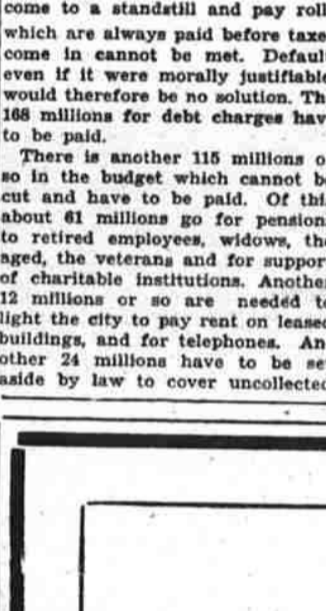 come to a standstill and pay roll
which are always paid before taxe
come in cannot be met. Defaul
even if it were morally justifiable
would therefore be no solution. Th
168 millions for debt charges hav
to be paid.
There is another 115 millions o
so in the budget which cannot b
cut and have to be paid. Of thi
about 61 millions go for pension
to retired employees, widows, the
aged, the veterans and for suppor
of charitable institutions. Another
12 millions or so are needed to
light the city to pay rent on leased
buildings, and for telephones. An
other 24 millions have to be se
aside by law to cover uncollected